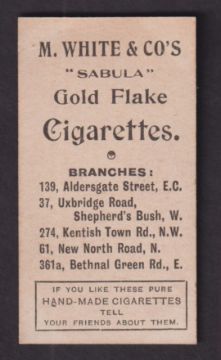 M. WHITE & CO'S
"SABULA"
Gold Flake
Cigarettes.
BRANCHES:
139, Aldersgate Street, E.C.
37, Uxbridge Road,
Shepherd's Bush, W.
274, Kentish Town Rd., N.W.
61, New North Road, N.
361a, Bethnal Green Rd., E.
IF YOU LIKE THESE PURE
HAND-MADE CIGARETTES
TELL
YOUR FRIENDS ABOUT THEM.